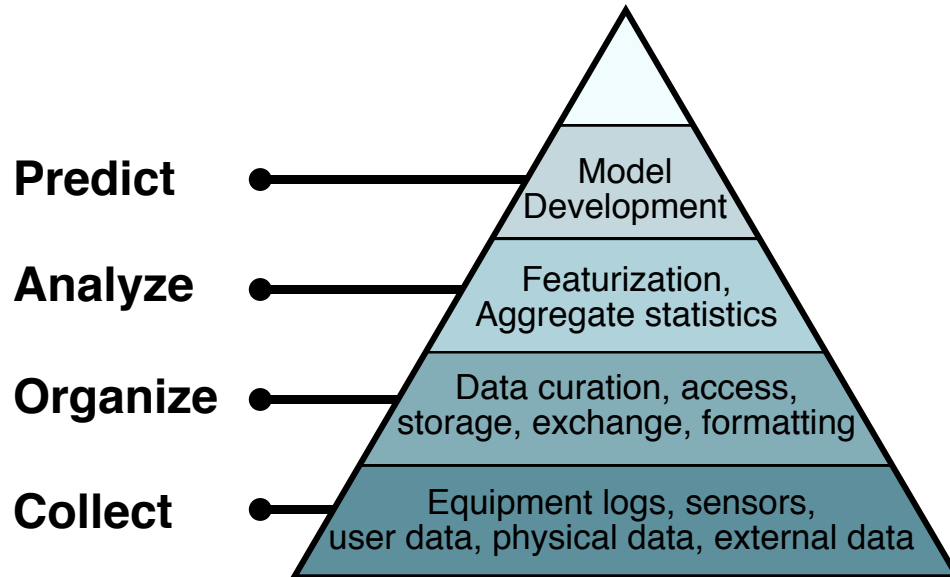 Predict
Model
Development
Analyze
Featurization,
Aggregate statistics
Organize
Data curation, access,
storage, exchange, formatting
Collect
Equipment logs, sensors,
user data, physical data, external data